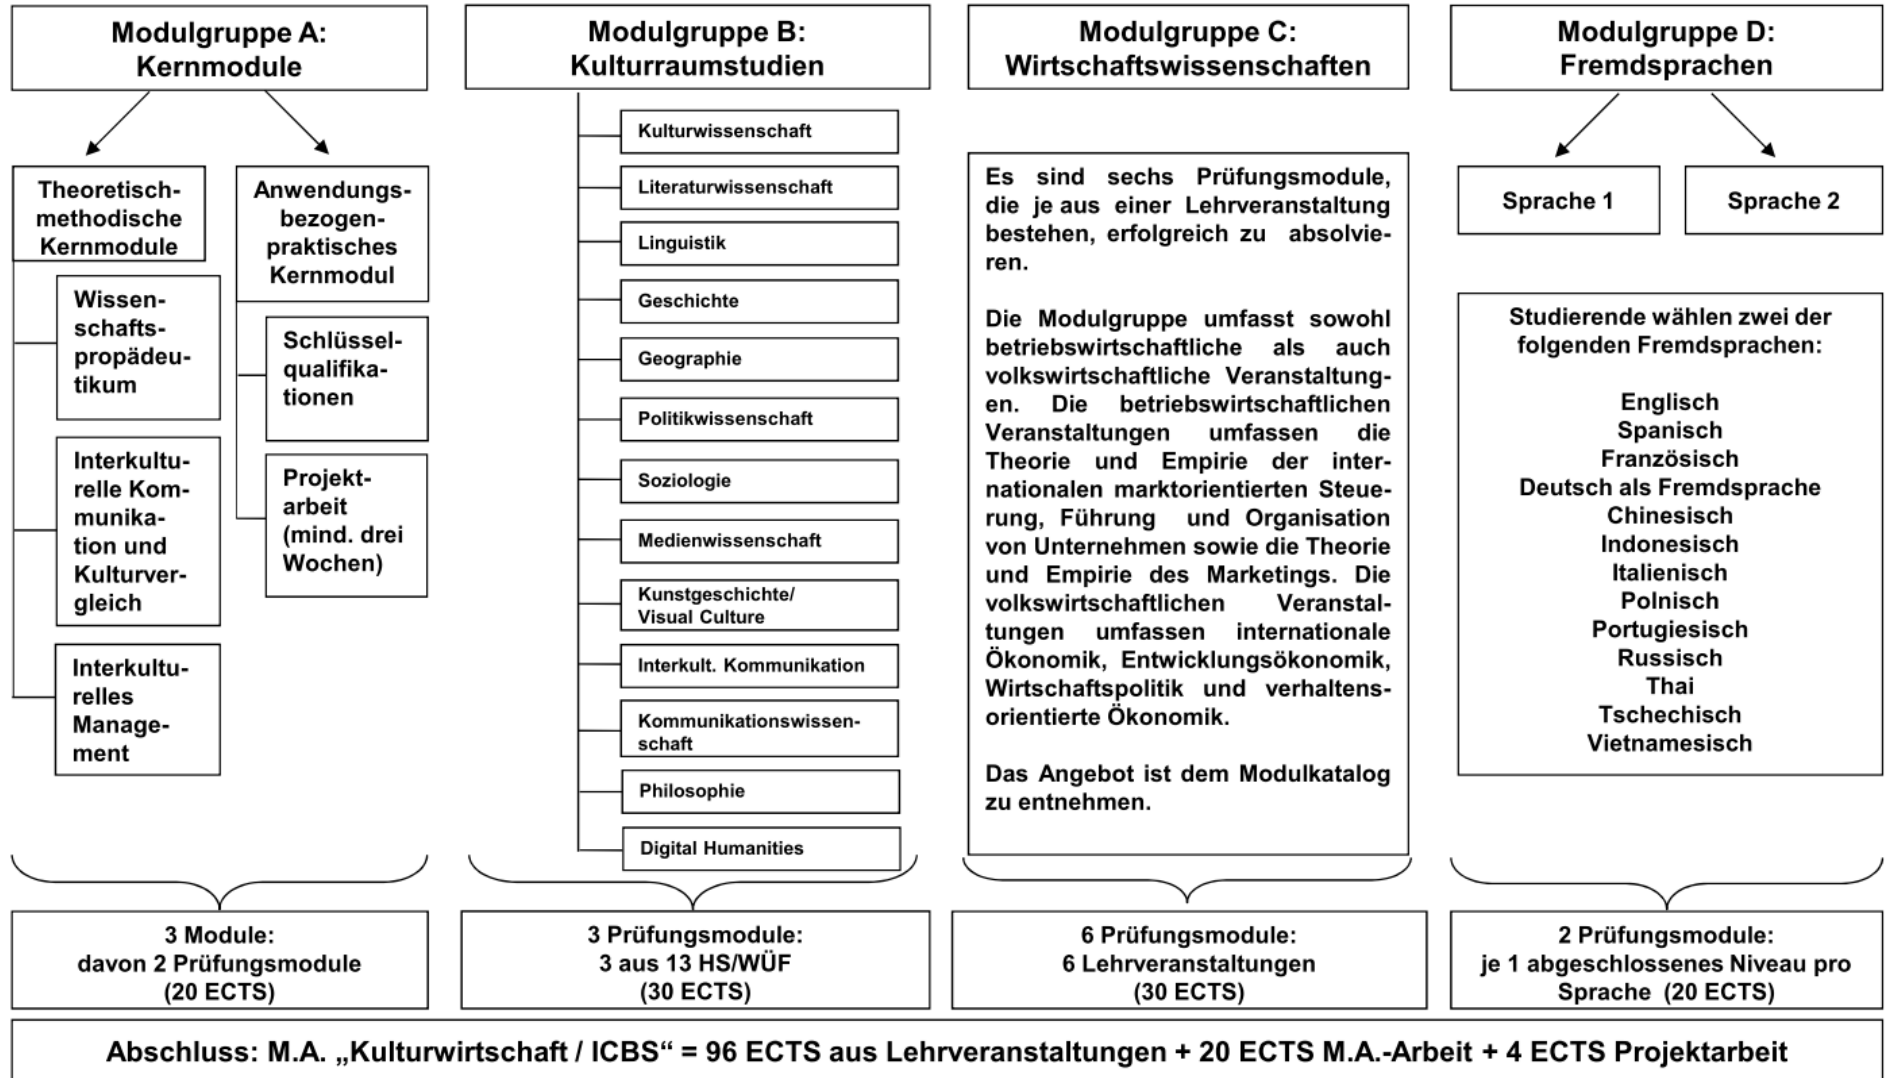 Modulgruppe A:
Kernmodule
Theoretisch-
methodische
Kernmodule
Wissen-
schafts-
propädeu-
tikum
Interkultu-
relle Kom-
munika-
tion und
Kulturver-
gleich
Interkultu-
relles
Manage-
ment
Anwendungs-
bezogen-
praktisches
Kernmodul
Schlüssel-
qualifika-
tionen
Projekt-
arbeit
(mind. drei
Wochen)
3 Module:
davon 2 Prüfungsmodule
(20 ECTS)
Modulgruppe B:
Kulturraumstudien
Kulturwissenschaft
Literaturwissenschaft
Linguistik
Geschichte
Geographie
Politikwissenschaft
Soziologie
Medienwissenschaft
Kunstgeschichte/
Visual Culture
Interkult. Kommunikation
Kommunikationswissen-
schaft
Philosophie
Digital Humanities
3 Prüfungsmodule:
3 aus 13 HS/WÜF
(30 ECTS)
Modulgruppe C:
Wirtschaftswissenschaften
Es sind sechs Prüfungsmodule,
die je aus einer Lehrveranstaltung
bestehen, erfolgreich zu absolvie-
ren.
Die Modulgruppe umfasst sowohl
betriebswirtschaftliche als auch
volkswirtschaftliche Veranstaltung-
en. Die betriebswirtschaftlichen
Veranstaltungen umfassen die
Theorie und Empirie der inter-
nationalen marktorientierten Steue-
rung, Führung und Organisation
von Unternehmen sowie die Theorie
und Empirie des Marketings. Die
volkswirtschaftlichen Veranstal-
tungen umfassen internationale
Ökonomik, Entwicklungsökonomik,
Wirtschaftspolitik und verhaltens-
orientierte Ökonomik.
Das Angebot ist dem Modulkatalog
zu entnehmen.
6 Prüfungsmodule:
6 Lehrveranstaltungen
(30 ECTS)
Modulgruppe D:
Fremdsprachen
Sprache 1
Sprache 2
Studierende wählen zwei der
folgenden Fremdsprachen:
Englisch
Spanisch
Französisch
Deutsch als Fremdsprache
Chinesisch
Indonesisch
Italienisch
Polnisch
Portugiesisch
Russisch
Thai
Tschechisch
Vietnamesisch
2 Prüfungsmodule:
je 1 abgeschlossenes Niveau pro
Sprache (20 ECTS)
Abschluss: M.A. „Kulturwirtschaft / ICBS“ = 96 ECTS aus Lehrveranstaltungen + 20 ECTS M.A.-Arbeit + 4 ECTS Projektarbeit